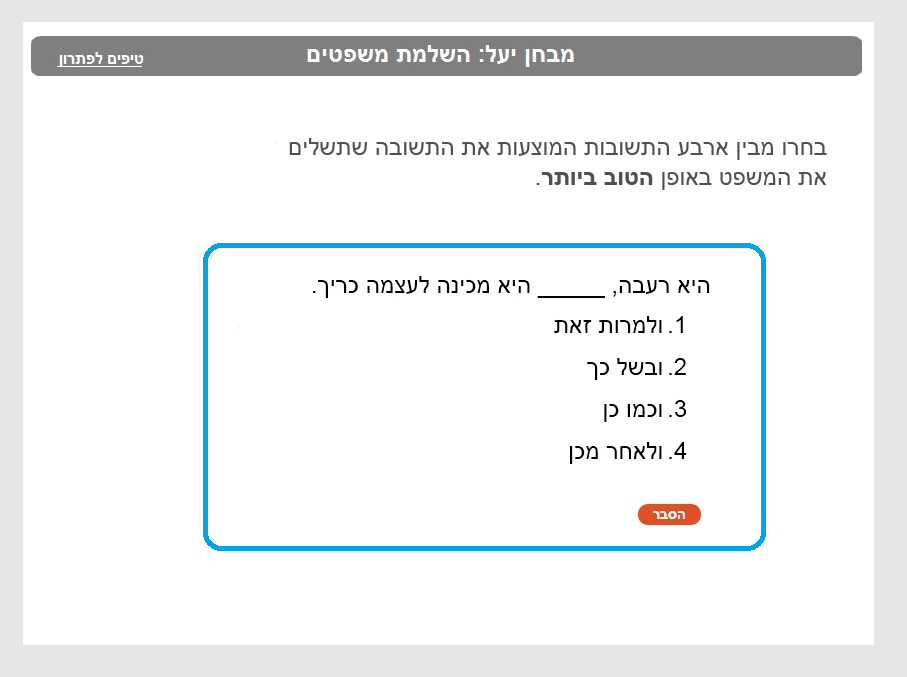 מבחן יעל: השלמת משפטים
טיפים לפתרון
בחרו מבין ארבע התשובות המוצעות את התשובה שתשלים
את המשפט באופן הטוב ביותר.
היא רעבה, ______ היא מכינה לעצמה כריך.
1. ולמרות זאת
2. ובשל כך
3. וכמו כן
4. ולאחר מכן
הסבר